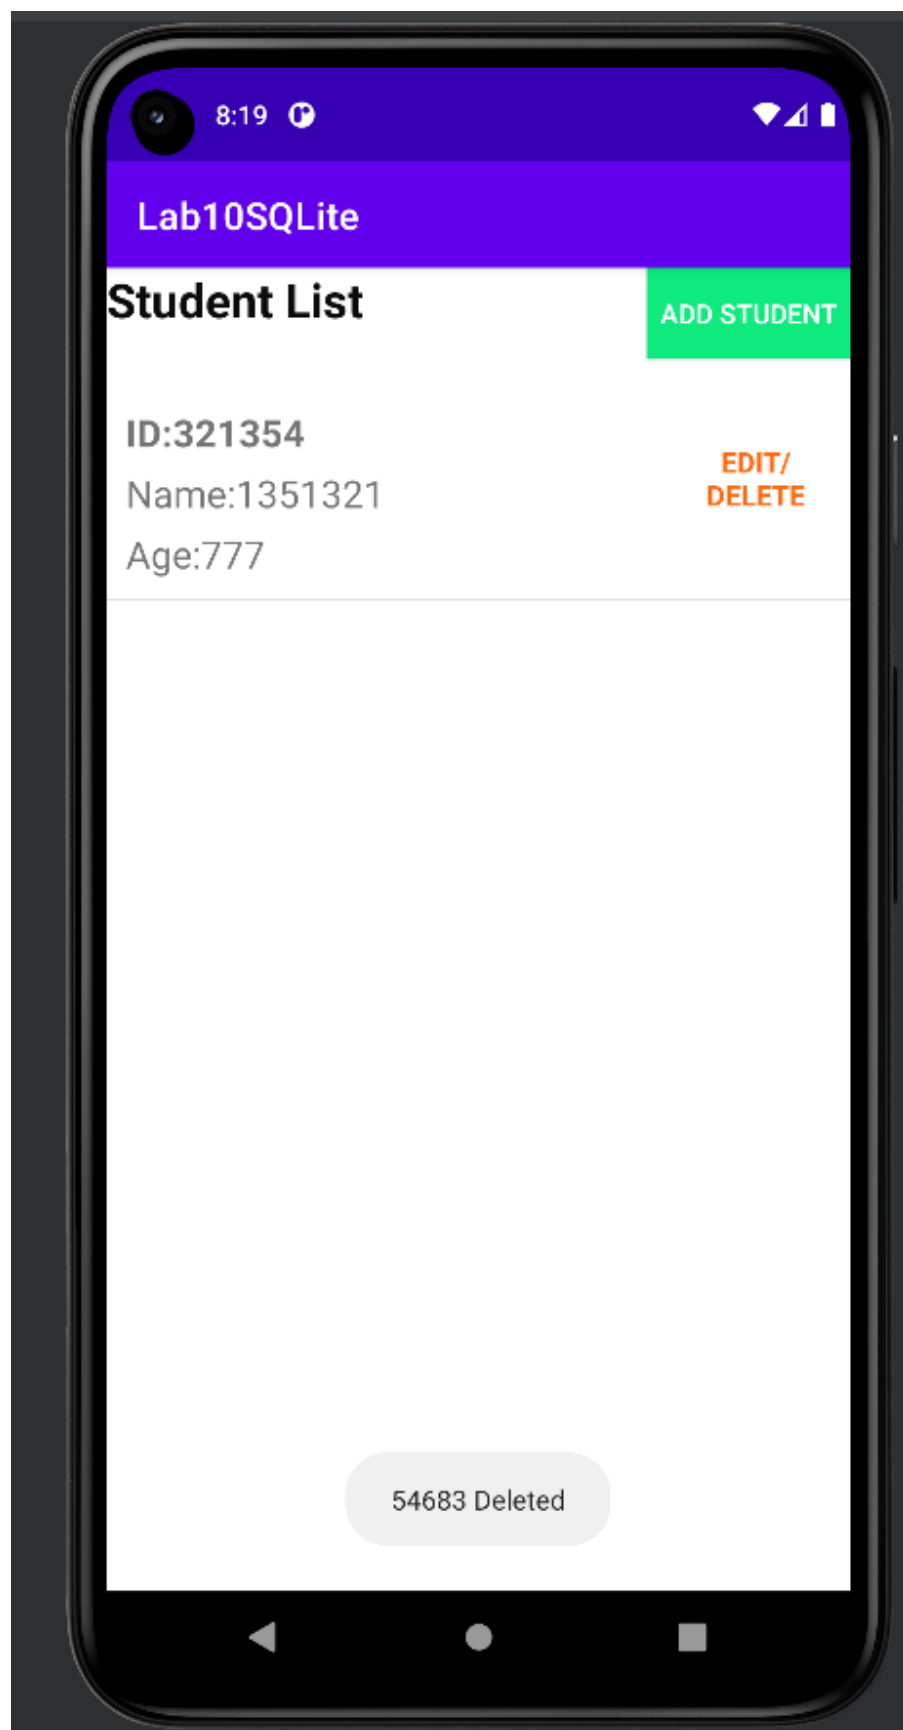 8:19
Lab10SQLite
Student List
ADD STUDENT
ID:321354
Name:1351321
Age:777
EDIT/
DELETE
54683 Deleted